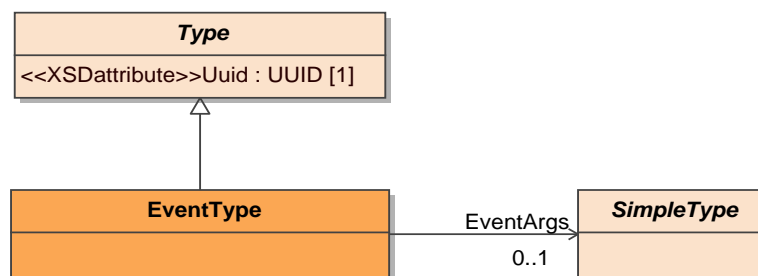 Type
<<XSDattribute>>Uuid : UUID [1]
EventType
EventArgs
0..1
SimpleType